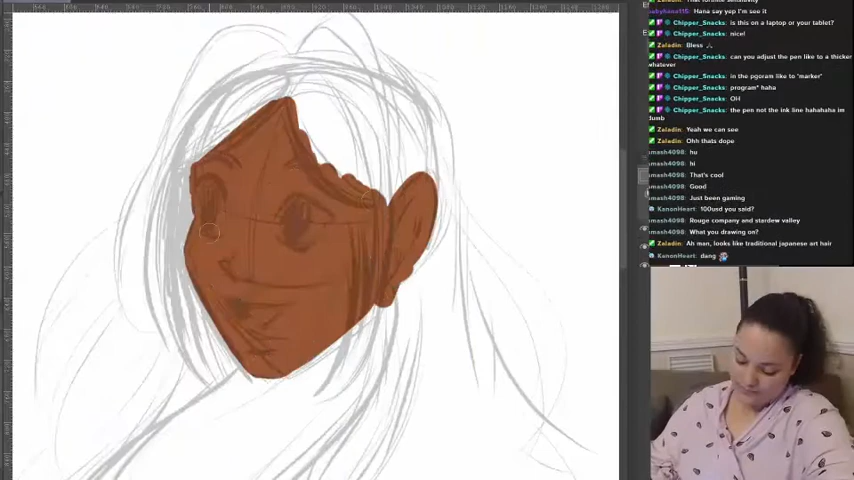 babyhana115: Hana say yep I'm see it
Chipper_Snacks: is this on a laptop or your tablet?
Chipper_Snacks: nice!
Zaladin: Bless
Chipper_Snacks: can you adjust the pen like to a thicker
whatever
Chipper_Snacks: in the pgoram like to "marker"
Chipper_Snacks: program* haha
Chipper_Snacks: OH
Chipper_Snacks: the pen not the ink line hahahaha im
dumb
Zaladin: Yeah we can see
Zaladin: Ohh thats dope
smash4098: hu
smash4098: hi
smash4098: That's cool
smash4098: Good
smash4098: Just been gaming
KanonHeart: 100usd you said?
smash4098: Rouge company and stardew valley
smash4098: What you drawing on?
Zaladin: Ah man, looks like traditional japanese art hair
KanonHeart: dang